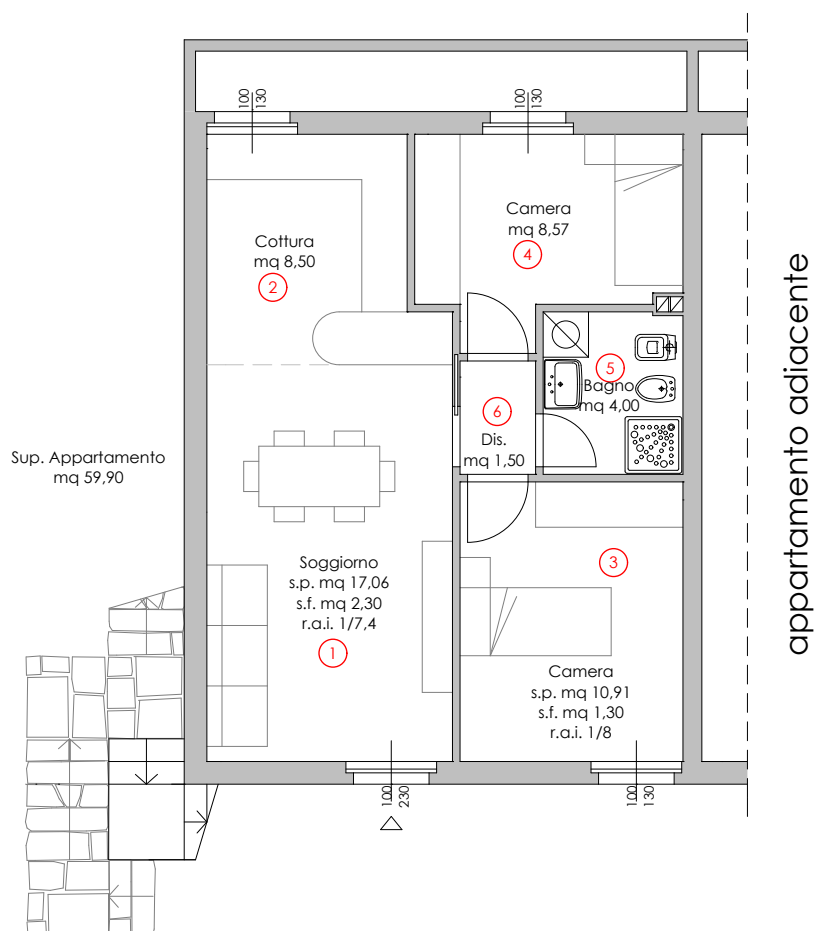 100
130
100
130
Camera
mq 8,57
4
Cottura
mq 8,50
2
5
Bagno
mq 4,00
6
Dis.
mq 1,50
Sup. Appartamento
mq 59,90
Soggiorno
s.p. mq 17,06
s.f. mq 2,30
r.a.i. 1/7,4
1
3
Camera
s.p. mq 10,91
s.f. mq 1,30
r.a.i. 1/8
100
230
100
130
appartamento adiacente